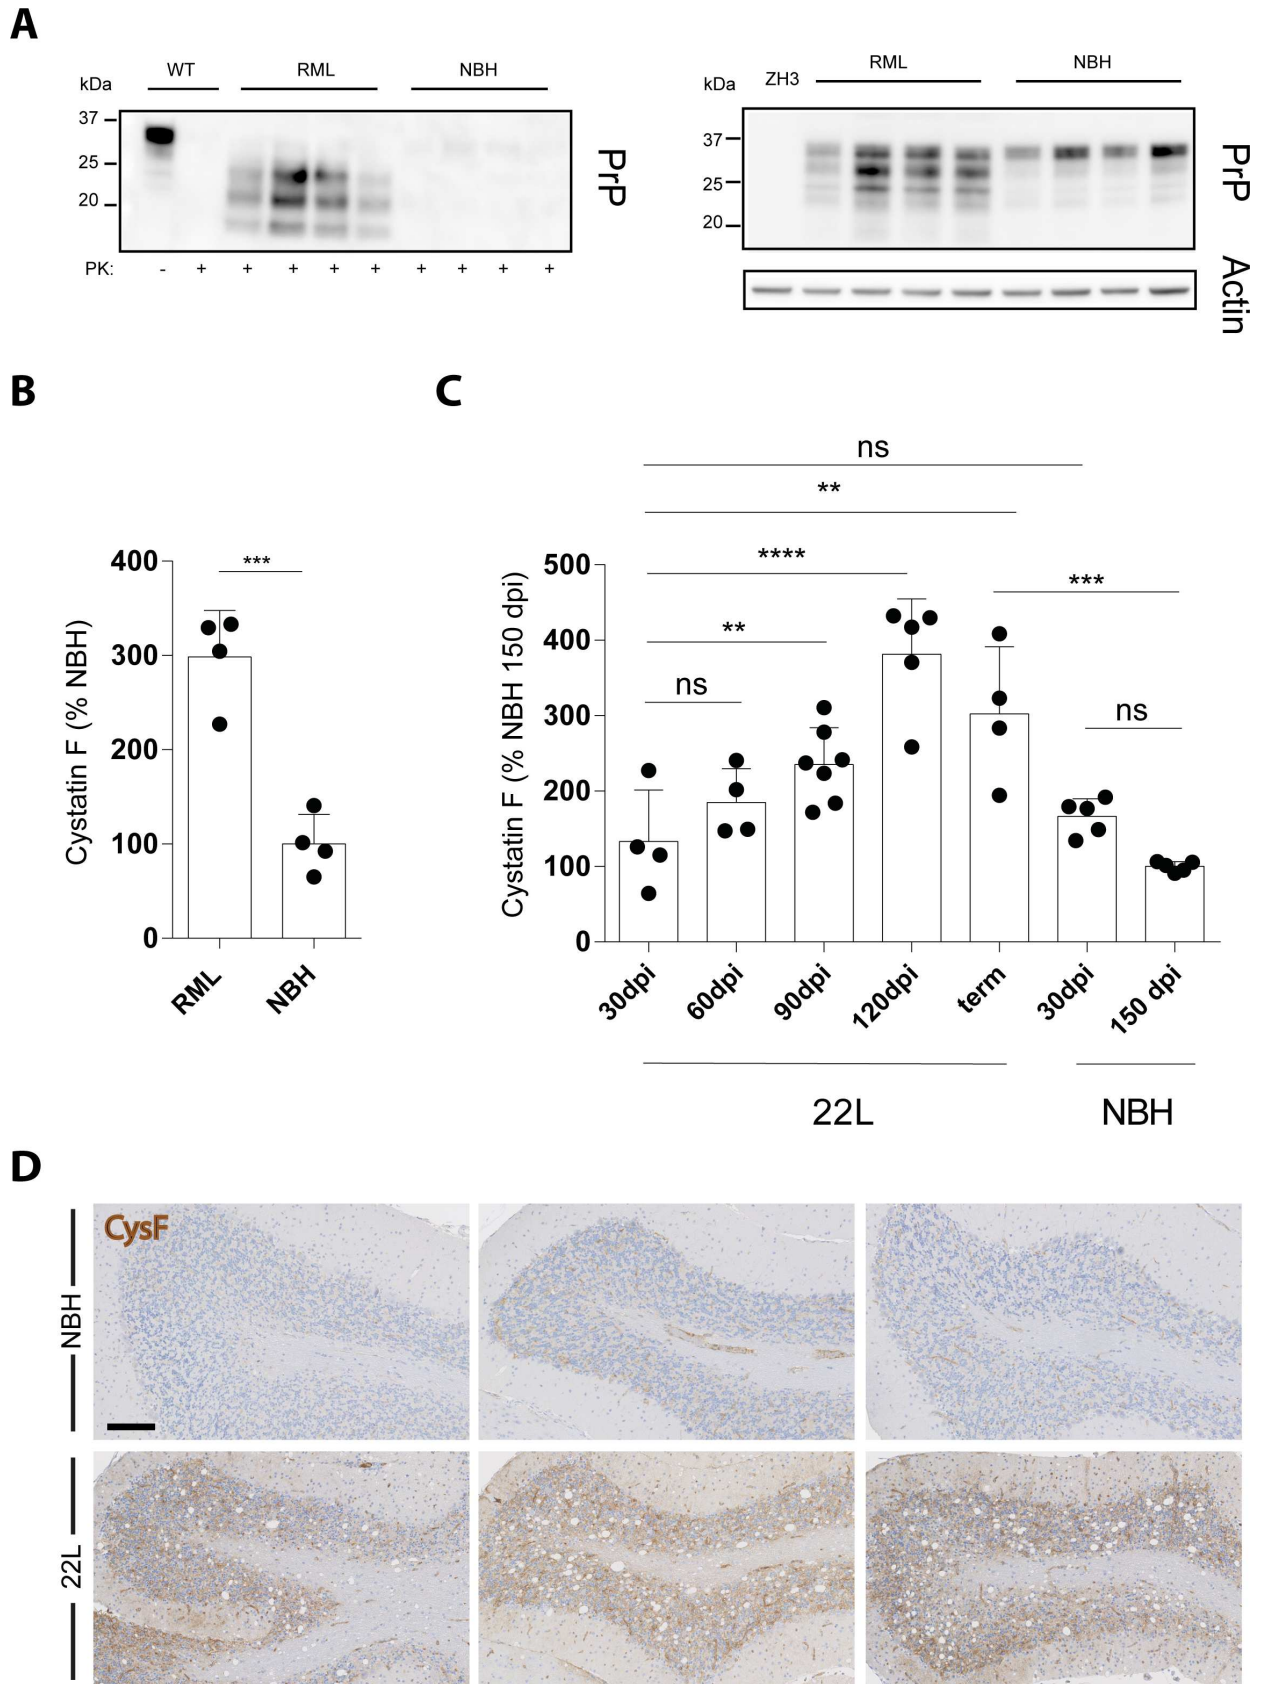 A
kDa WT RML NBH
37
25
20
PrP
PK: - + + + + + + + + +
kDa ZH3 RML NBH
37
25
20
PrP
Actin
B
Cystatin F (% NBH)
400
300
200
100
0
***
RML NBH
C
Cystatin F (% NBH 150 dpi)
500
400
300
200
100
0
ns
**
****
***
**
ns
ns
30dpi 60dpi 90dpi 120dpi term 30dpi 150 dpi
22L NBH
D
NBH
CysF
22L